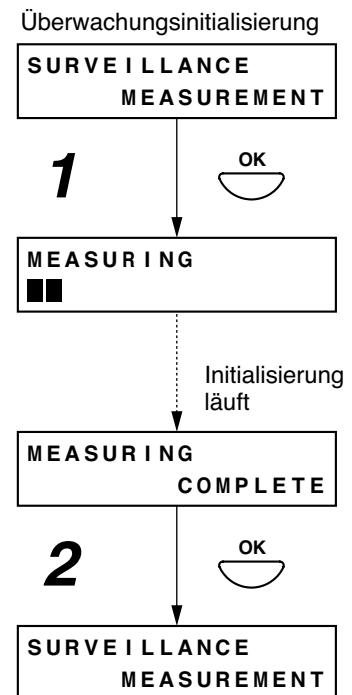 Überwachungsinitialisierung
SURVEILLANCE
MEASUREMENT
1
OK
MEASURING
Initialisierung
läuft
MEASURING
COMPLETE
2
OK
SURVEILLANCE
MEASUREMENT